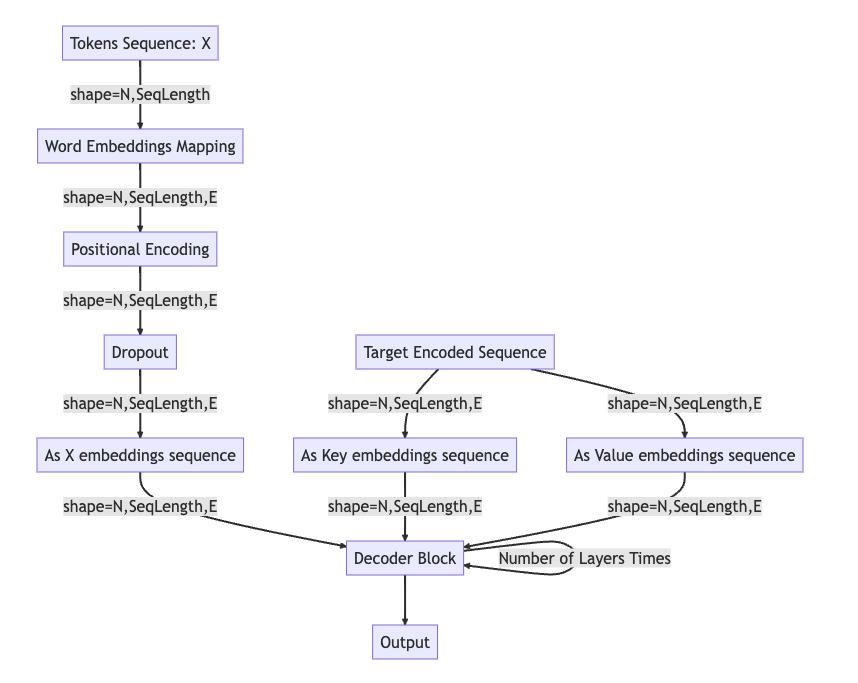 Tokens Sequence: X
shape=N,SeqLength
Word Embeddings Mapping
shape=N,SeqLength,E
Positional Encoding
shape=N,SeqLength,E
Dropout
Target Encoded Sequence
shape=N,SeqLength,E
shape=N,SeqLength,E
shape=N,SeqLength,E
As X embeddings sequence
As Key embeddings sequence
As Value embeddings sequence
shape=N,SeqLength,E
shape=N,SeqLength,E
shape=N,SeqLength,E
Decoder Block
Number of Layers Times
Output